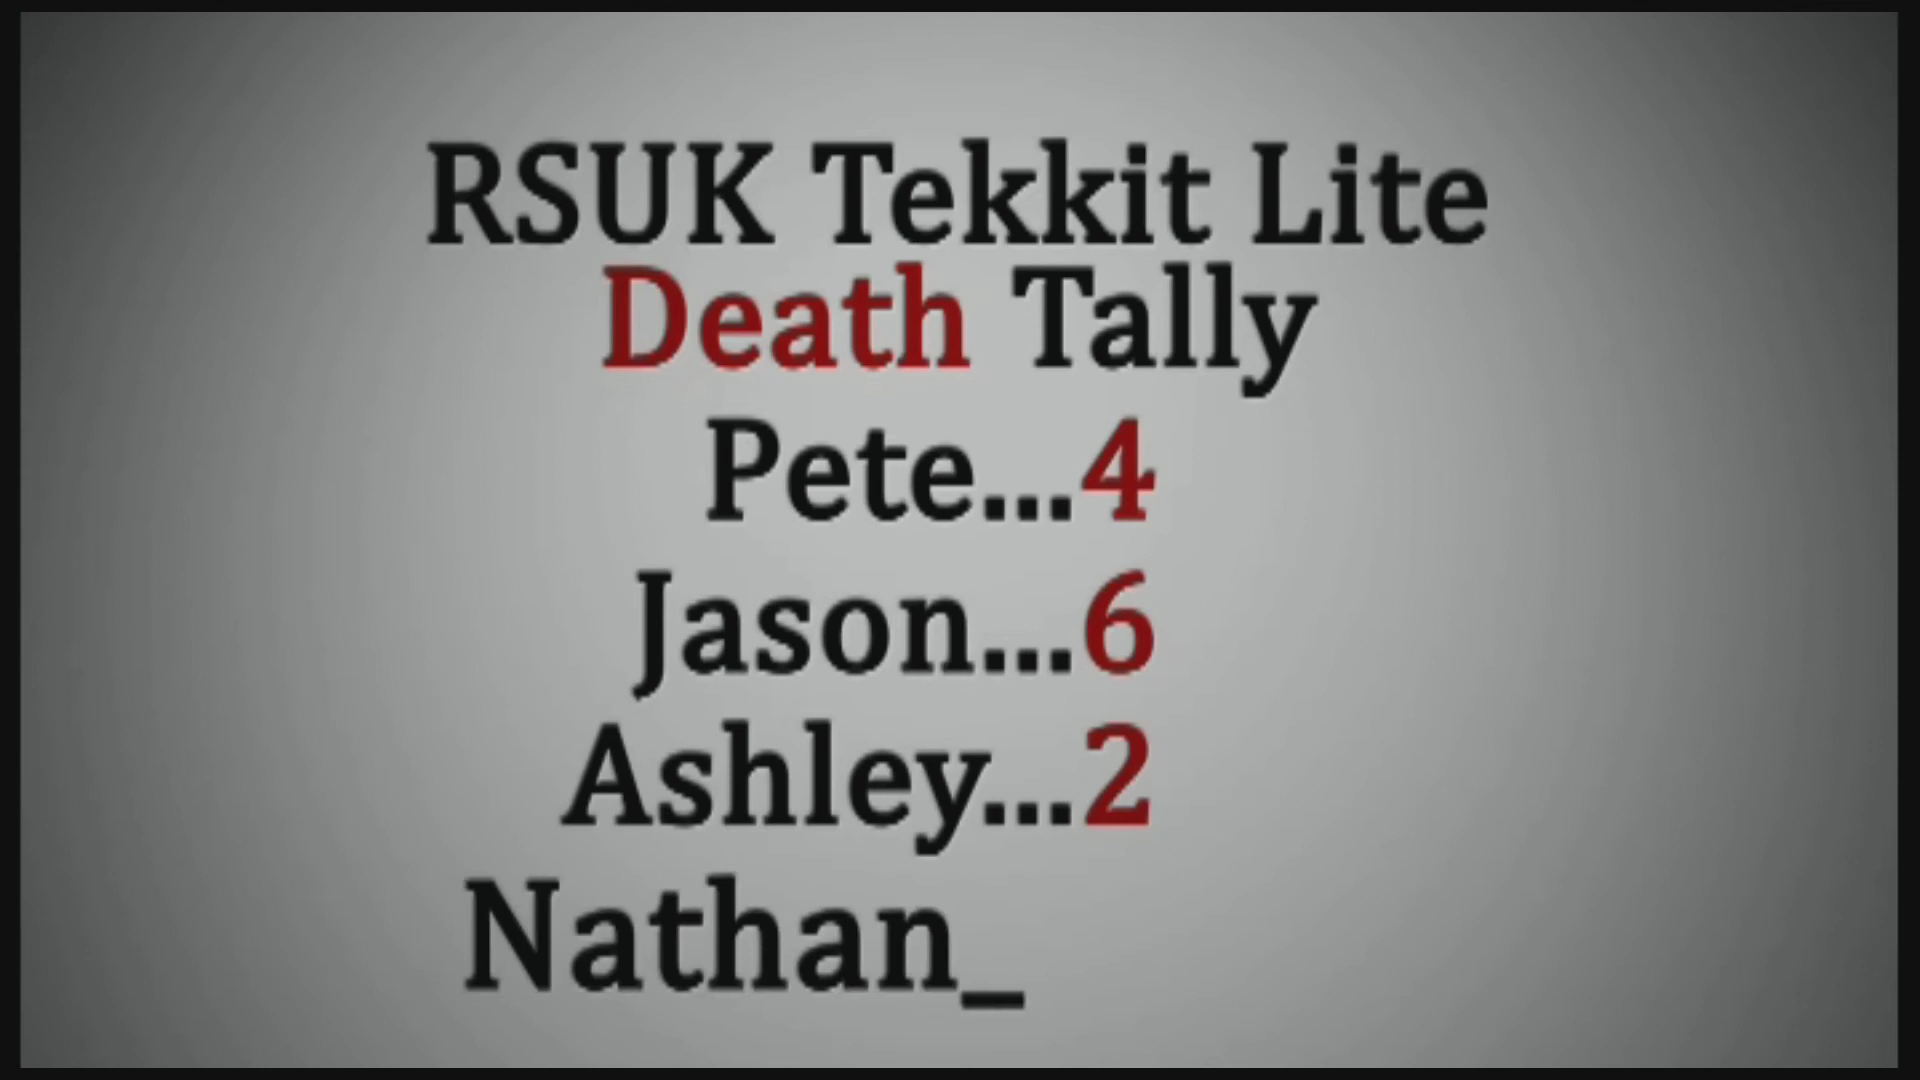 RSUK Tekkit Lite
Death Tally
Pete...4
Jason...6
Ashley...2
Nathan_